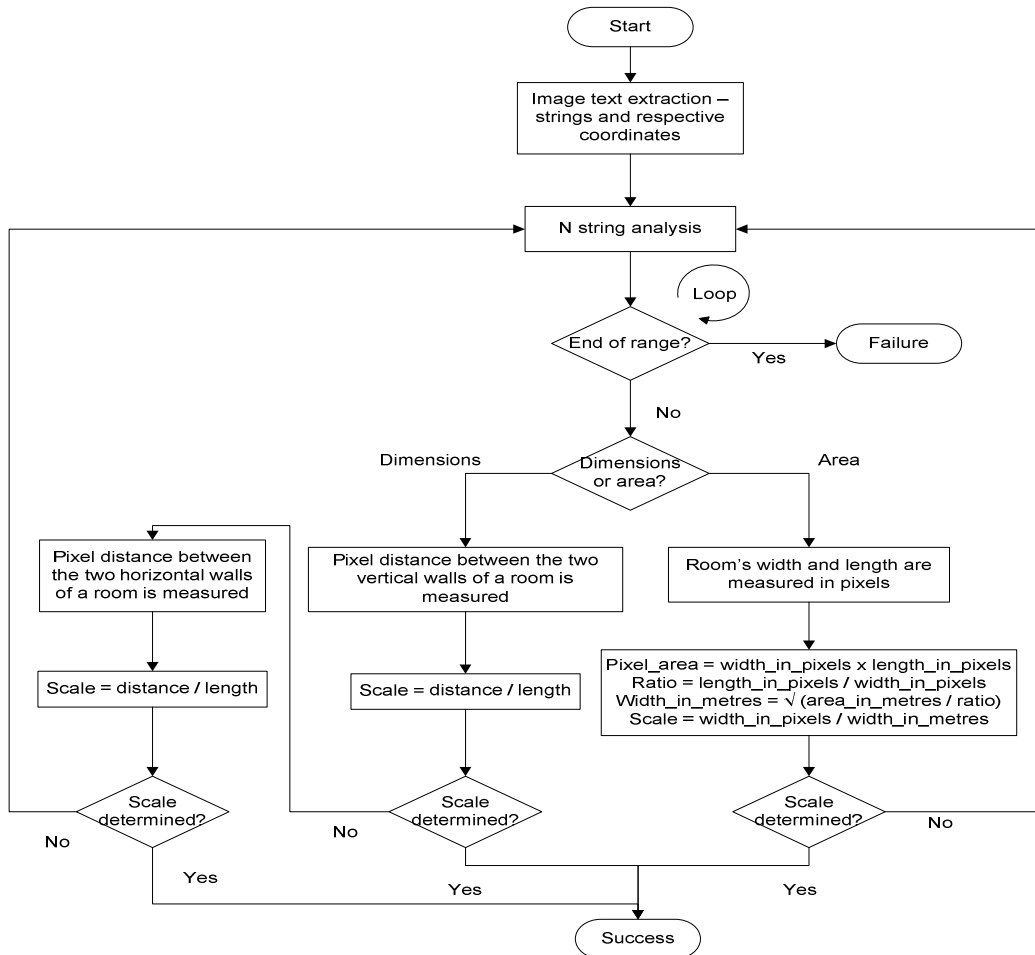 Start
Image text extraction –
strings and respective
coordinates
N string analysis
Loop
End of range?
Yes
Failure
No
Dimensions
Dimensions
or area?
Area
Pixel distance between
the two horizontal walls
of a room is measured
Pixel distance between the two
vertical walls of a room is
measured
Room's width and length are
measured in pixels
Scale = distance / length
Scale = distance / length
Pixel_area = width_in_pixels x length_in_pixels
Ratio = length_in_pixels / width_in_pixels
Width_in_metres = √ (area_in_metres / ratio)
Scale = width_in_pixels / width_in_metres
Scale
determined?
No
Yes
Scale
determined?
No
Yes
Scale
determined?
No
Yes
Success